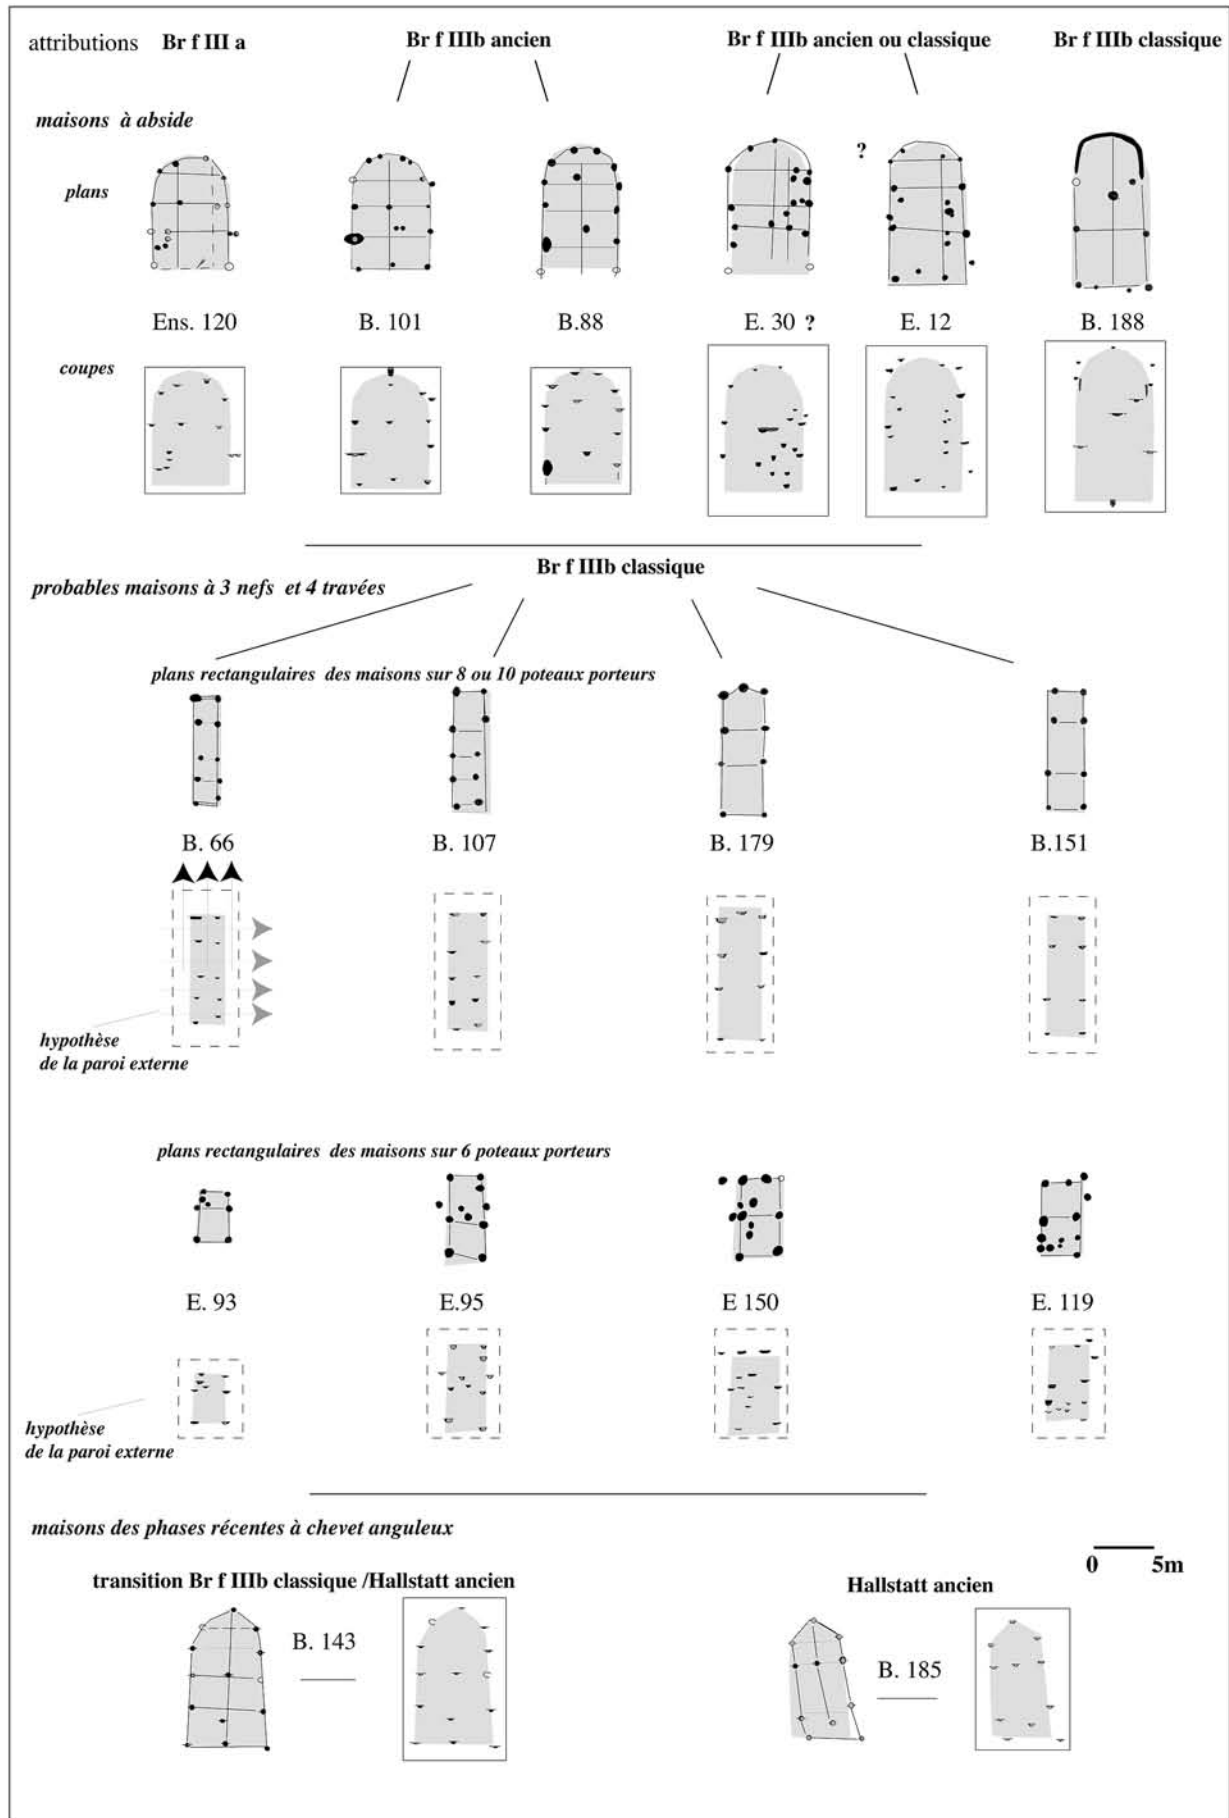 attributions Br f III a Br f IIIb ancien Br f IIIb ancien ou classique Br f IIIb classique
maisons à abside
?
plans
Ens. 120 B. 101 B.88 E. 30 ? E. 12 B. 188
coupes
Br f IIIb classique
probables maisons à 3 nefs et 4 travées
plans rectangulaires des maisons sur 8 ou 10 poteaux porteurs
B. 66 B. 107 B. 179 B.151
hypothèse
de la paroi externe
plans rectangulaires des maisons sur 6 poteaux porteurs
E. 93 E.95 E 150 E. 119
hypothèse
de la paroi externe
maisons des phases récentes à chevet anguleux
0 5m
transition Br f IIIb classique /Hallstatt ancien Hallstatt ancien
B. 143 B. 185